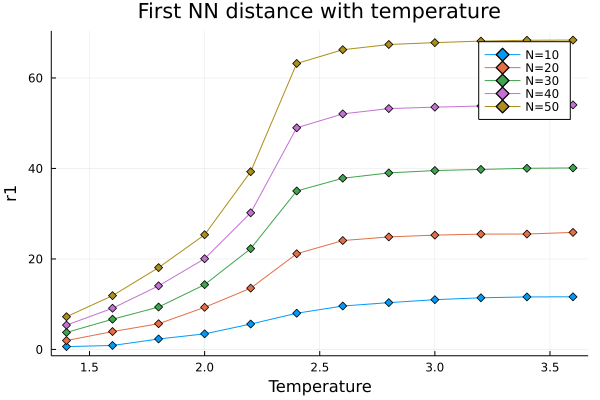 First NN distance with temperature
r1
60
40
20
0
N=10
N=20
N=30
N=40
N=50
1.5 2.0 2.5 3.0 3.5
Temperature